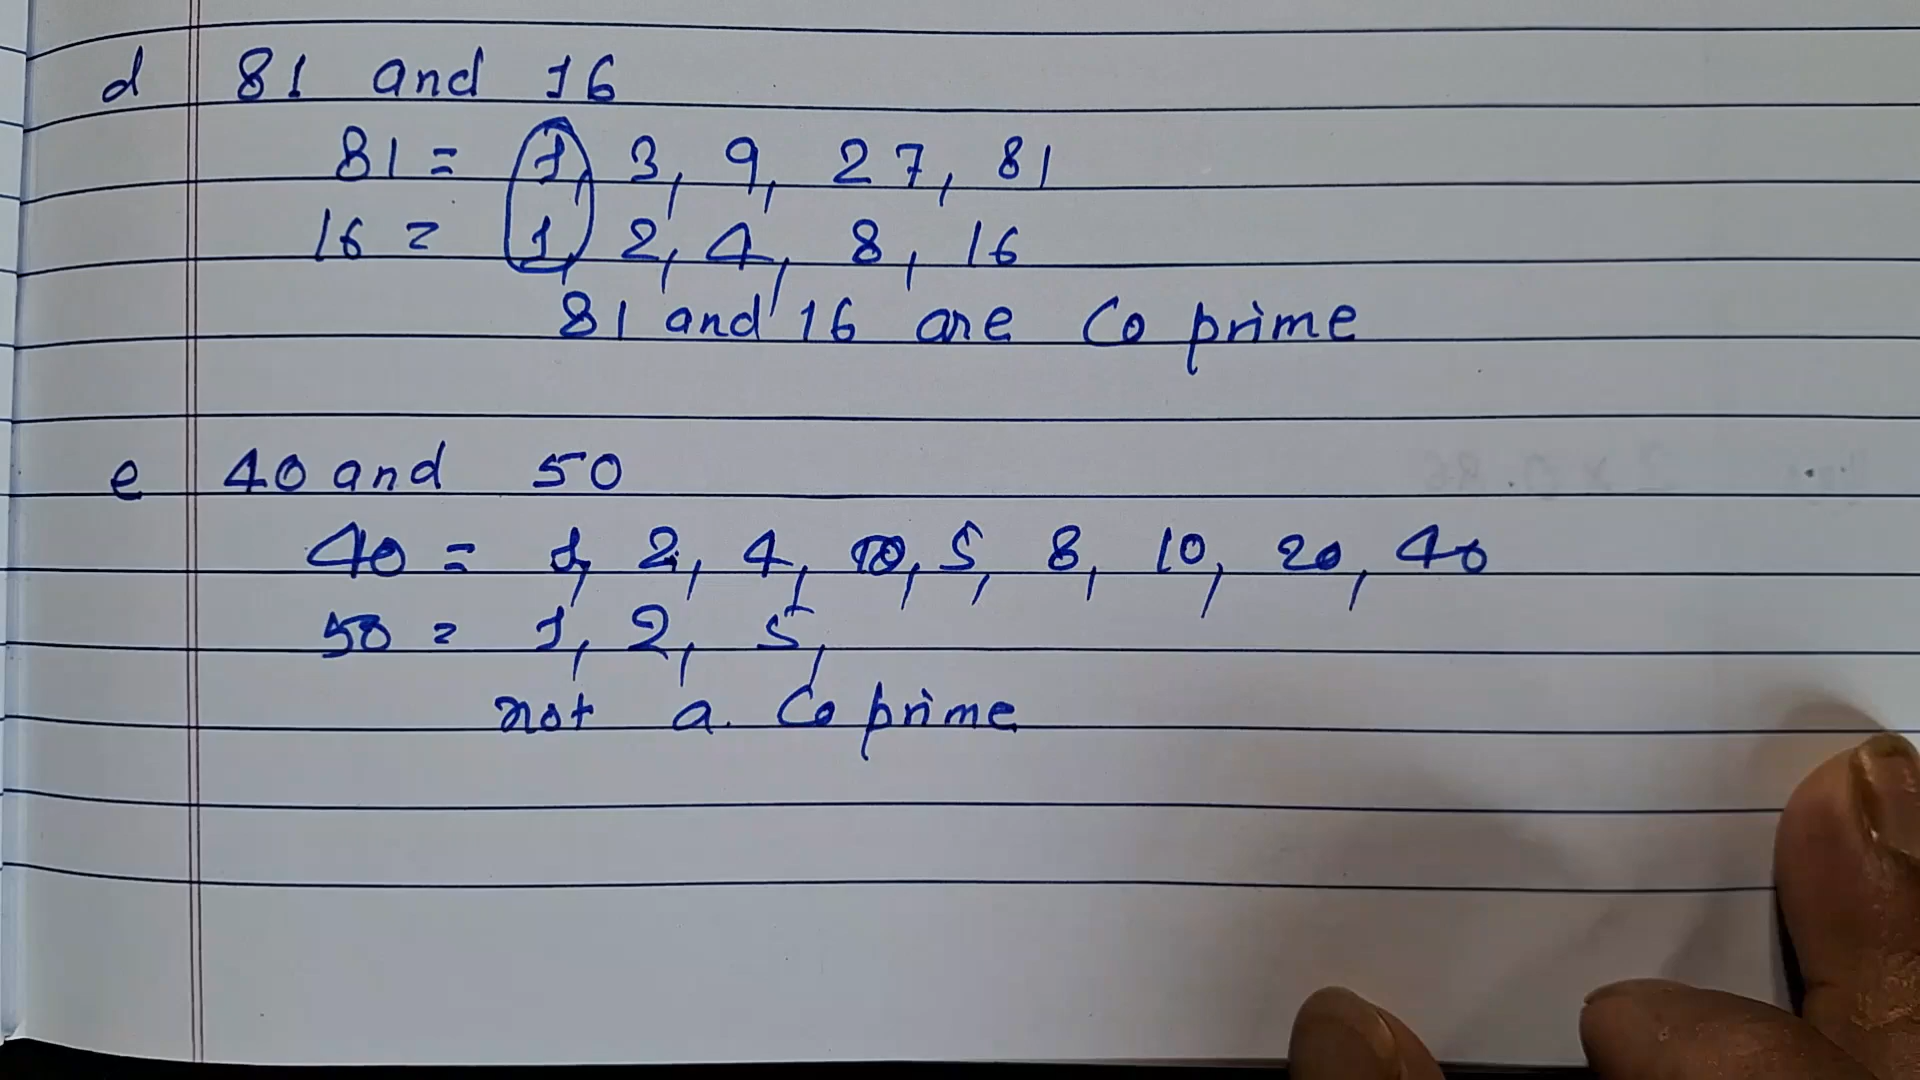 d 81 and 16
81 = 1, 3, 9, 27, 81
16 = 1, 2, 4, 8, 16
81 and 16 are Co prime
e 40 and 50
40 = 1, 2, 4, 10, 5, 8, 10, 20, 40
50 = 1, 2, 5,
not a. Co prime